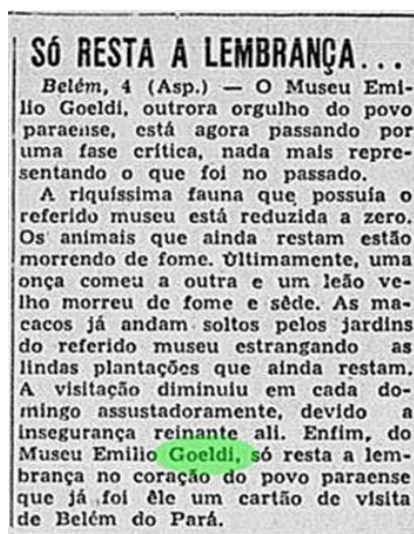 SÓ RESTA A LEMBRANÇA...
Belém, 4 (Asp.) — O Museu Emi-
lio Goeldi, outrora orgulho do povo
paraense, está agora passando por
uma fase crítica, nada mais repre-
sentando o que foi no passado.
A riquíssima fauna que possuia o
referido museu está reduzida a zero.
Os animais que ainda restam estão
morrendo de fome. Ùltimamente, uma
onça comeu a outra e um leão ve-
lho morreu de fome e sêde. As ma-
cacos já andam soltos pelos jardins
do referido museu estrangando as
lindas plantações que ainda restam.
A visitação diminuiu em cada do-
mingo assustadoramente, devido a
insegurança reinante ali. Enfim, do
Museu Emilio Goeldi, só resta a lem-
brança no coração do povo paraense
que já foi êle um cartão de visita
de Belém do Pará.